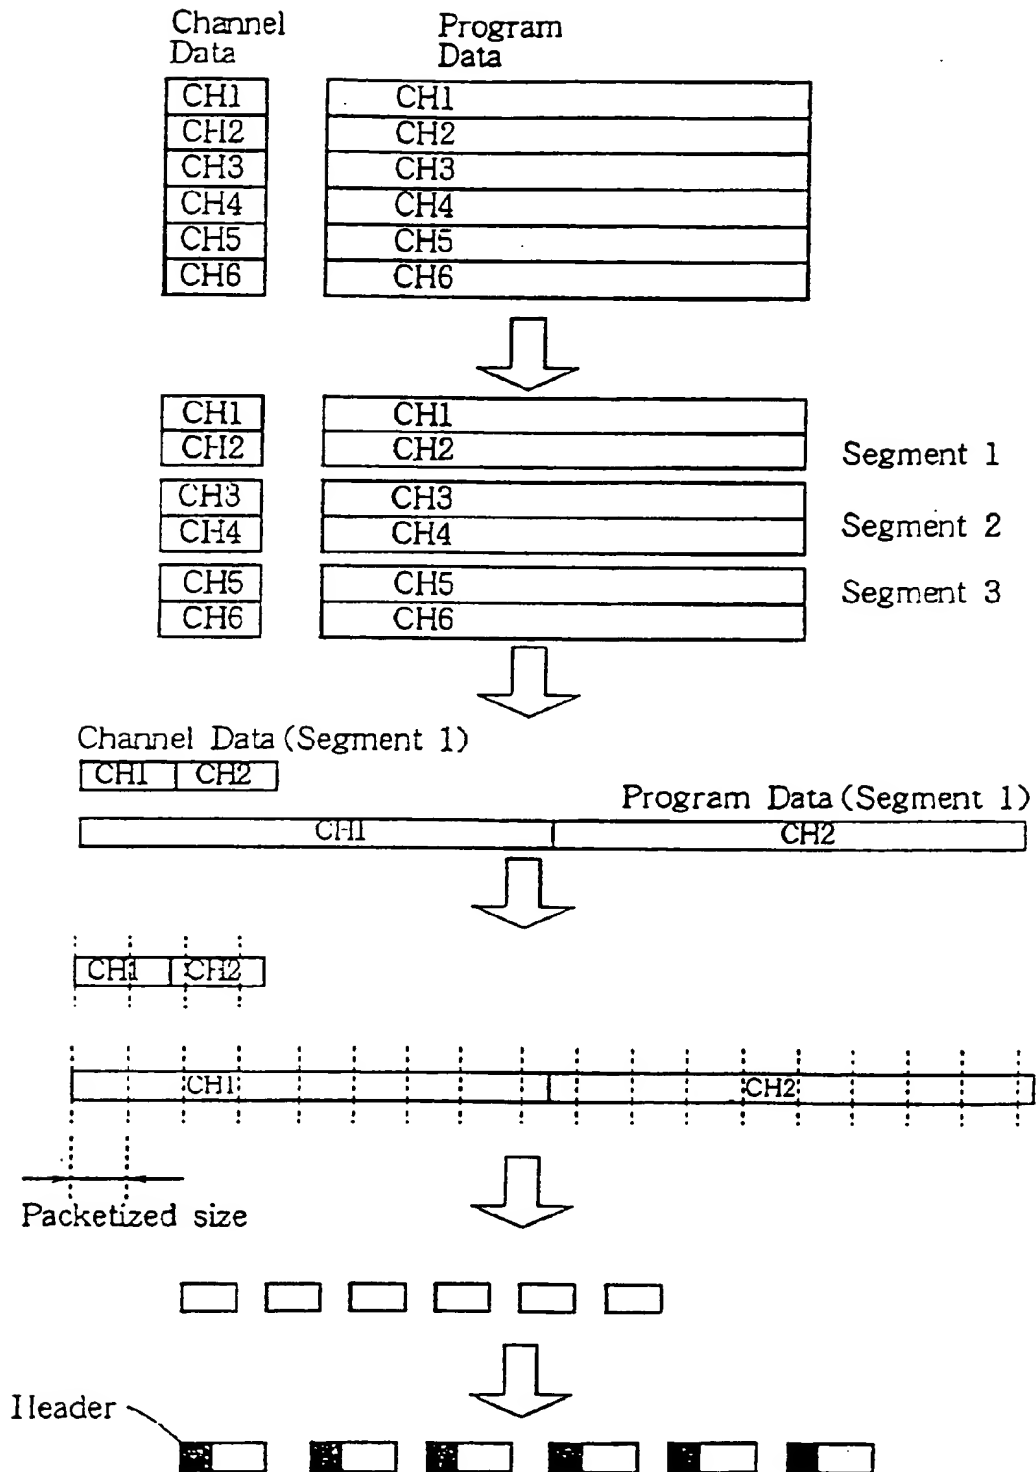 Channel Data
Program Data
CH1 CH1
CH2 CH2
CH3 CH3
CH4 CH4
CH5 CH5
CH6 CH6
CH1 CH1
CH2 CH2
Segment 1
CH3 CH3
CH4 CH4
Segment 2
CH5 CH5
Segment 3
CH6 CH6
Channel Data (Segment 1)
CH1 CH2
Program Data (Segment 1)
CH1 CH2
CH1 CH2
CH1 CH2
Packetized size
Header